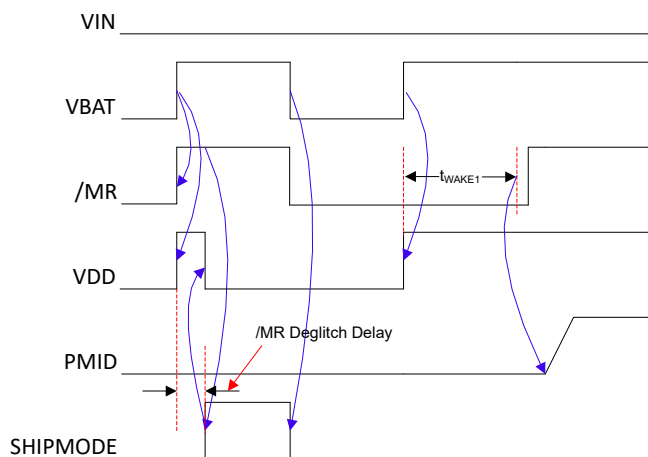 VIN
VBAT
/MR
tWAKE1
VDD
/MR Deglitch Delay
PMID
SHIPMODE